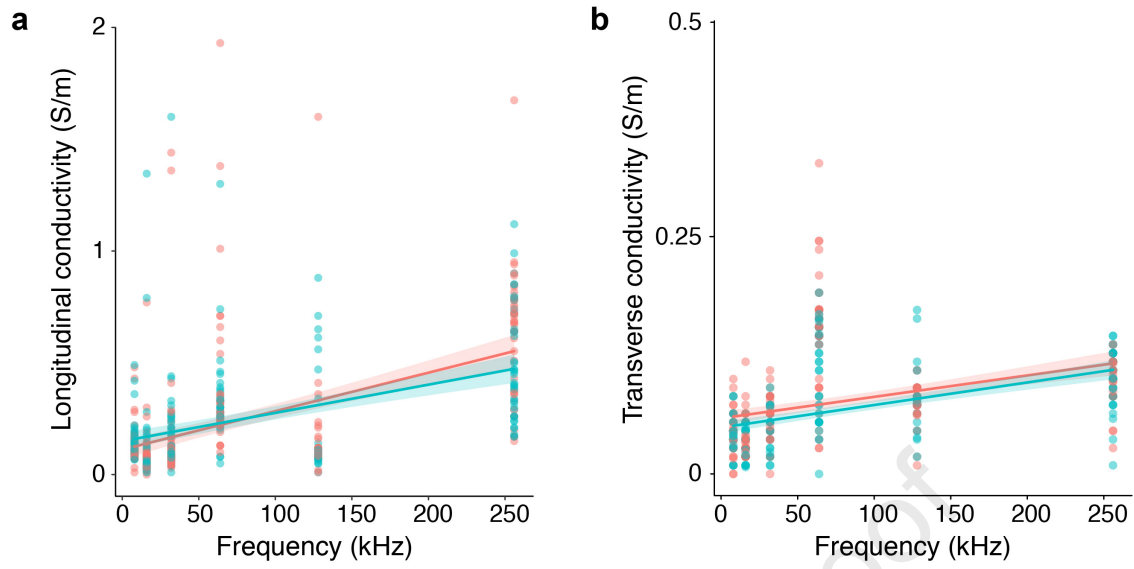 a
b
Longitudinal conductivity (S/m)
2
1
0
0 50 100 150 200 250
Frequency (kHz)
Transverse conductivity (S/m)
0.5
0.25
0
0 50 100 150 200 250
Frequency (kHz)
oof